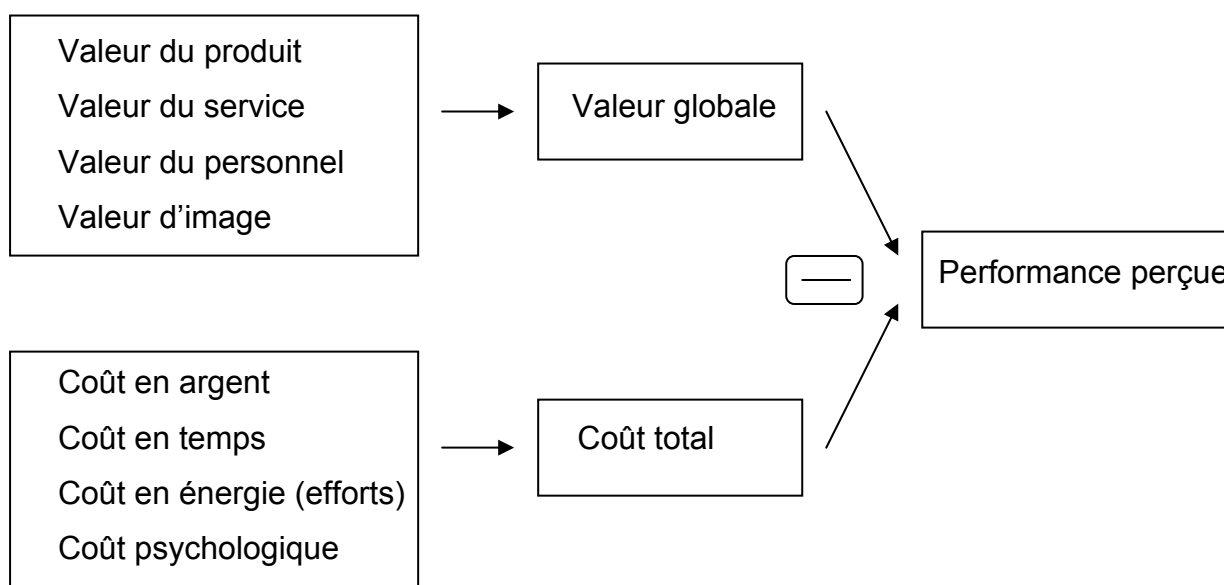 Valeur du produit
Valeur du service
Valeur du personnel
Valeur d’image
Valeur globale
Performance perçue
Coût en argent
Coût en temps
Coût en énergie (efforts)
Coût psychologique
Coût total